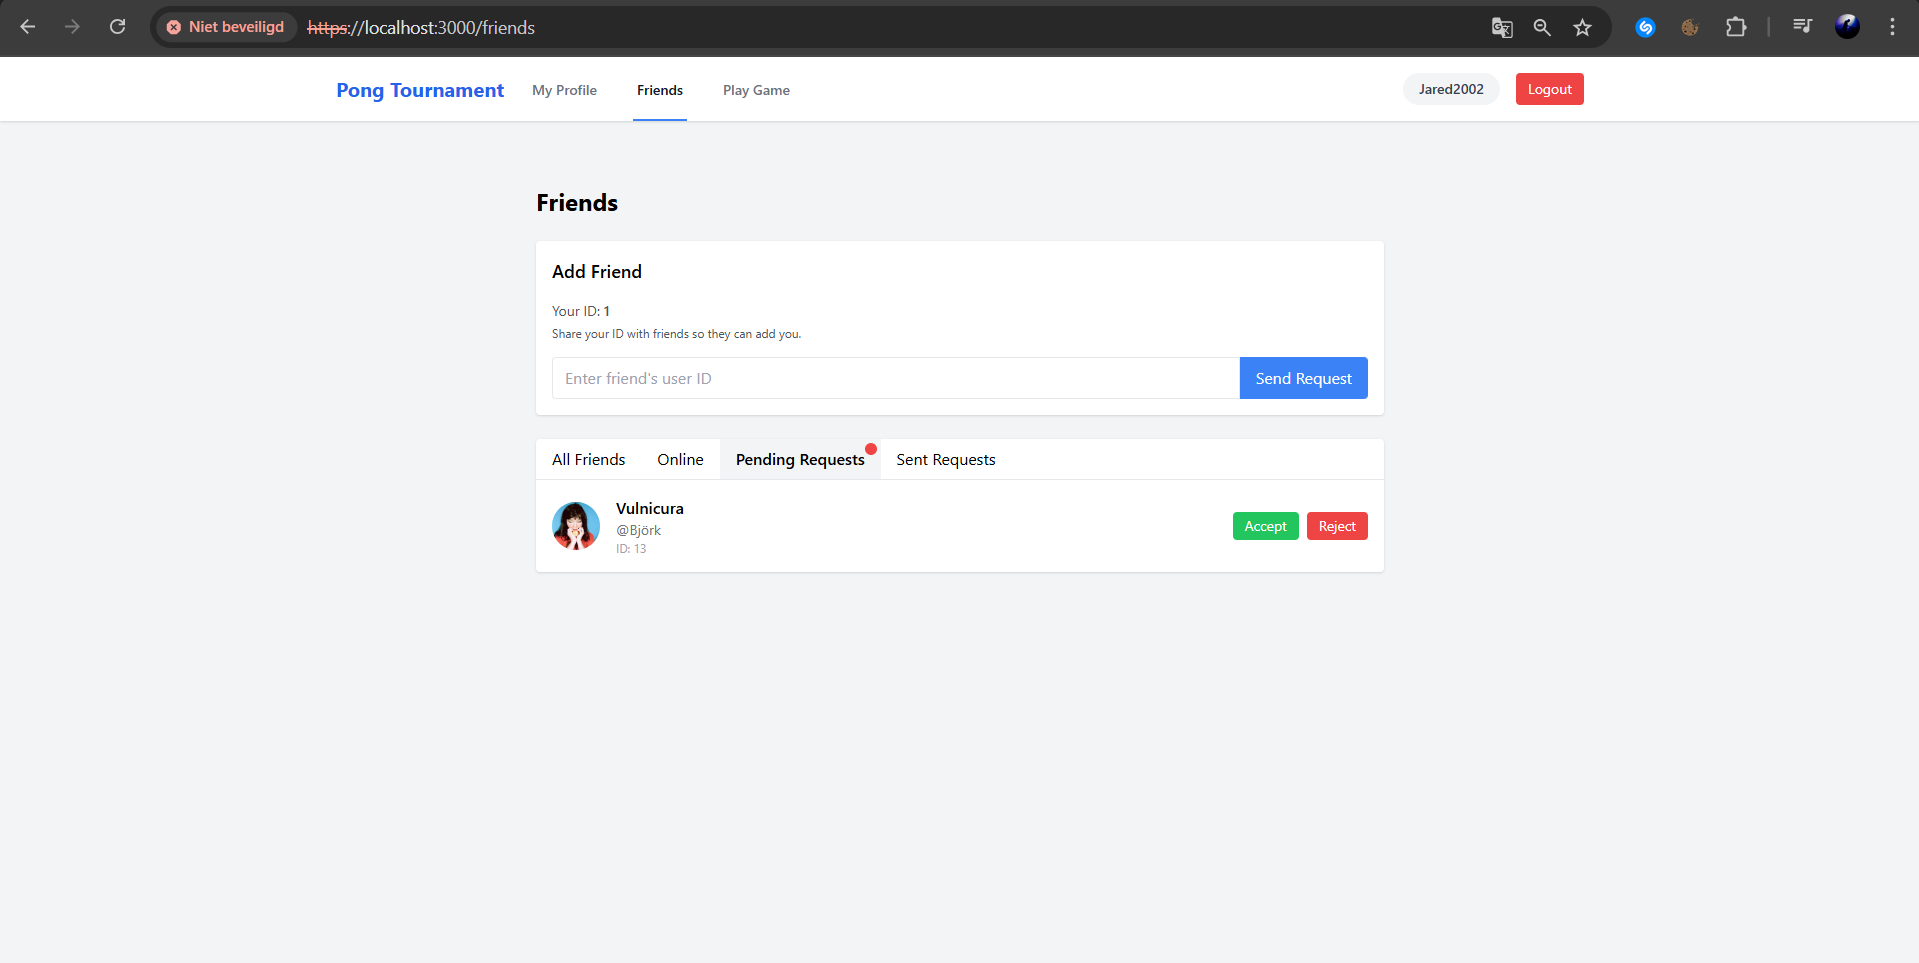 Niet beveiligd https://localhost:3000/friends
Pong Tournament My Profile Friends Play Game Jared2002 Logout
Friends
Add Friend
Your ID: 1
Share your ID with friends so they can add you.
Enter friend's user ID Send Request
All Friends Online Pending Requests Sent Requests
Vulnicura
@Björk
ID: 13
Accept Reject